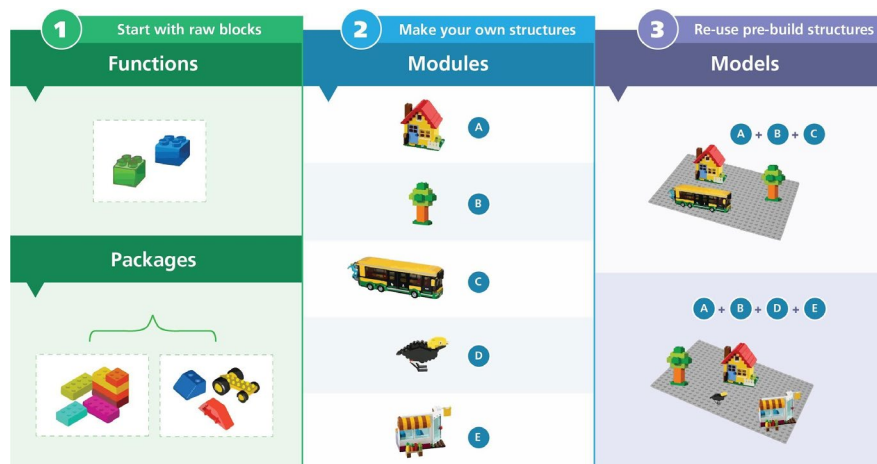 1
Start with raw blocks
Functions
Packages
2
Make your own structures
Modules
A
B
C
D
E
3
Re-use pre-build structures
Models
A + B + C
A + B + D + E